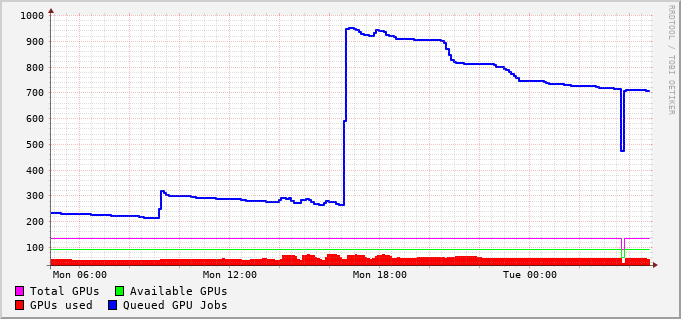 1000
900
800
700
600
500
400
300
200
100
Mon 06:00 Mon 12:00 Mon 18:00 Tue 00:00
Total GPUs Available GPUs
GPUs used Queued GPU Jobs
RRDTOOL / TOBI OETIKER